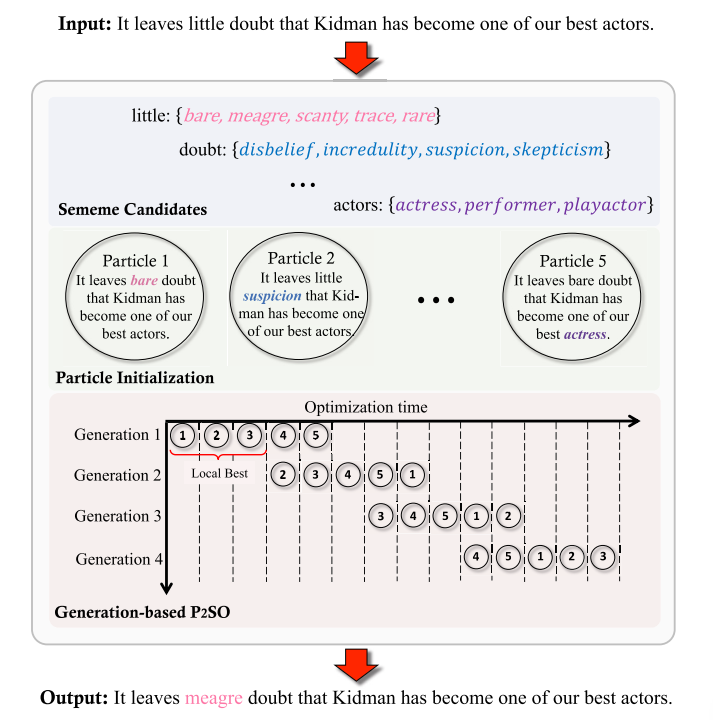 Input: It leaves little doubt that Kidman has become one of our best actors.
little: {bare, meagre, scanty, trace, rare}
doubt: {disbelief, incredulity, suspicion, skepticism}
...
actors: {actress, performer, playactor}
Sememe Candidates
Particle 1
It leaves bare doubt
that Kidman has
become one of our
best actors.
Particle 2
It leaves little
suspicion that Kid-
man has become one
of our best actors.
...
Particle 5
It leaves bare doubt
that Kidman has
become one of our
best actress.
Particle Initialization
Optimization time
Generation 1 1 2 3 4 5
Local Best
Generation 2 2 3 4 5 1
Generation 3 3 4 5 1 2
Generation 4 4 5 1 2 3
Generation-based P2SO
Output: It leaves meagre doubt that Kidman has become one of our best actors.